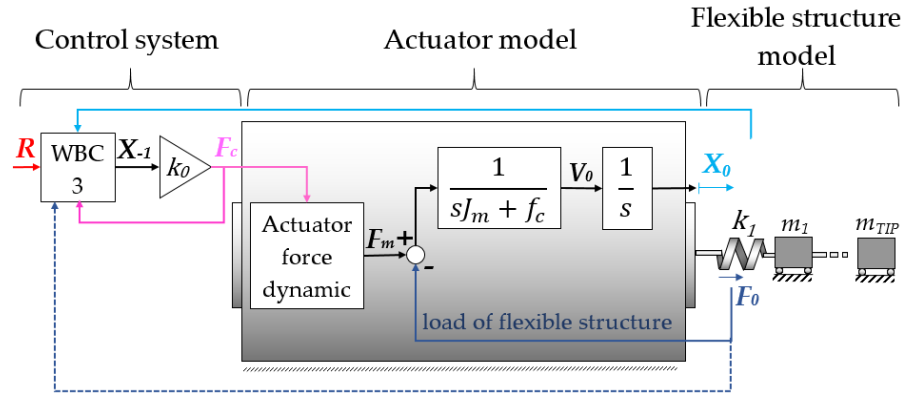 Control system
Actuator model
Flexible structure
model
R
WBC
3
X-1
k0
Fc
1
sJm + fc
V0
1
s
X0
Actuator
force
dynamic
Fm
+
-
k1
m1
mTIP
F0
load of flexible structure